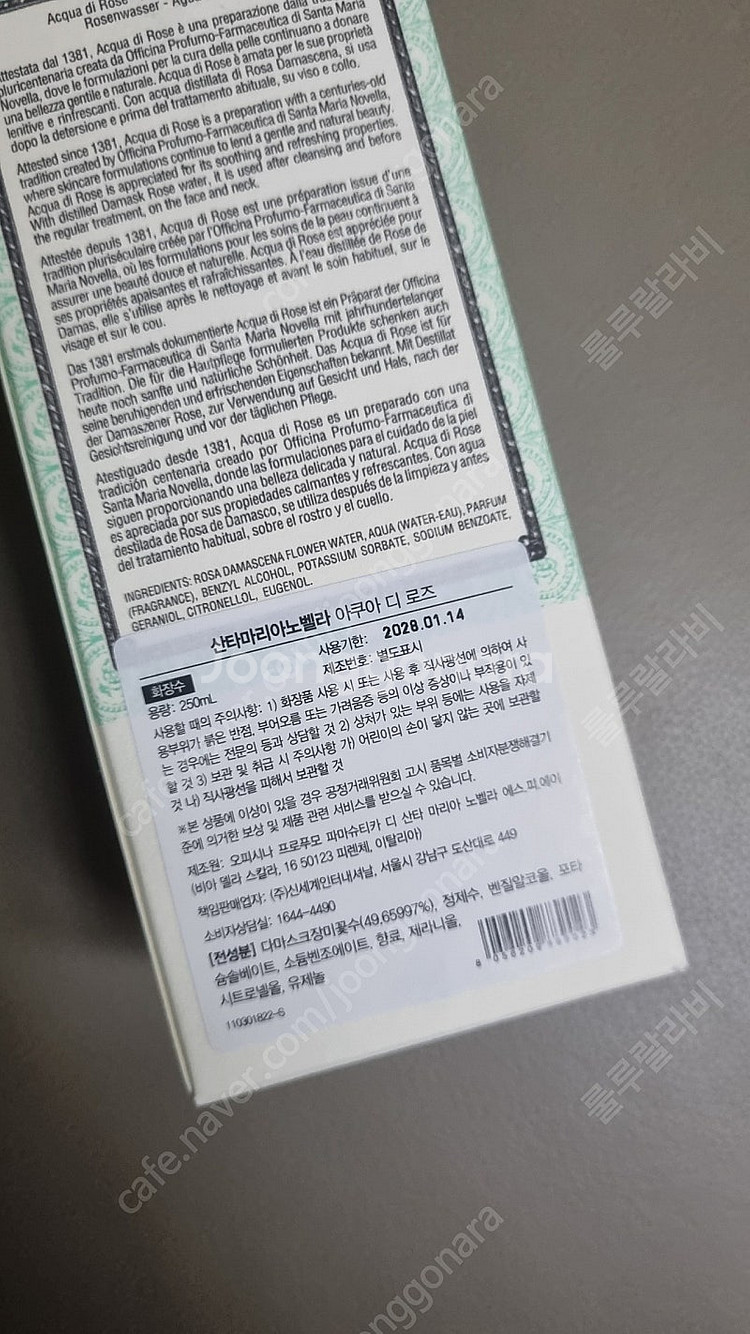 Acqua di Rose
Rosenwasser - Agua
Attestata dal 1381, Acqua di Rose è una preparazione dalla tradizione
pluricentenaria creata da Officina Profumo-Farmaceutica di Santa Maria
Novella, dove le formulazioni per la cura della pelle continuano a donare
una bellezza gentile e naturale. Acqua di Rose è amata per le sue proprietà
lenitive e rinfrescanti. Con acqua distillata di Rosa Damascena, si usa
dopo la detersione e prima del trattamento abituale, su viso e collo.
Attested since 1381, Acqua di Rose is a preparation with a centuries-old
tradition created by Officina Profumo-Farmaceutica di Santa Maria Novella,
where skincare formulations continue to lend a gentle and natural beauty.
Acqua di Rose is appreciated for its soothing and refreshing properties.
With distilled Damask Rose water, it is used after cleansing and before
the regular treatment, on the face and neck.
Attestée depuis 1381, Acqua di Rose est une préparation issue d'une
tradition pluriséculaire créée par l'Officina Profumo-Farmaceutica di Santa
Maria Novella, où les formulations pour les soins de la peau continuent à
assurer une beauté douce et naturelle. Acqua di Rose est appréciée pour
ses propriétés apaisantes et rafraîchissantes. À l'eau distillée de Rose de
Damas, elle s'utilise après le nettoyage et avant le soin habituel, sur le
visage et sur le cou.
Das 1381 erstmals dokumentierte Acqua di Rose ist ein Präparat der Officina
Profumo-Farmaceutica di Santa Maria Novella mit jahrhundertelanger
Tradition. Die für die Hautpflege formulierten Produkte schenken auch
heute noch sanfte und natürliche Schönheit. Das Acqua di Rose ist für
seine beruhigenden und erfrischenden Eigenschaften bekannt. Mit Destillat
der Damaszener Rose, zur Verwendung auf Gesicht und Hals, nach der
Gesichtsreinigung und vor der täglichen Pflege.
Atestiguado desde 1381, Acqua di Rose es un preparado con una
tradición centenaria creado por Officina Profumo-Farmaceutica di
Santa Maria Novella, donde las formulaciones para el cuidado de la piel
siguen proporcionando una belleza delicada y natural. Acqua di Rose
es apreciada por sus propiedades calmantes y refrescantes. Con agua
destilada de Rosa de Damasco, se utiliza después de la limpieza y antes
del tratamiento habitual, sobre el rostro y el cuello.
INGREDIENTS: ROSA DAMASCENA FLOWER WATER, AQUA (WATER-EAU), PARFUM
(FRAGRANCE), BENZYL ALCOHOL, POTASSIUM SORBATE, SODIUM BENZOATE,
GERANIOL, CITRONELLOL, EUGENOL.
산타마리아노벨라 아쿠아 디 로즈
사용기한: 2028.01.14
화장수 제조번호: 별도표시
용량: 250mL
사용할 때의 주의사항: 1) 화장품 사용 시 또는 사용 후 직사광선에 의하여 사
용부위가 붉은 반점, 부어오름 또는 가려움증 등의 이상 증상이나 부작용이 있
는 경우에는 전문의 등과 상담할 것 2) 상처가 있는 부위 등에는 사용을 자제
할 것 3) 보관 및 취급 시 주의사항 가) 어린이의 손이 닿지 않는 곳에 보관할
것 나) 직사광선을 피해서 보관할 것
※본 상품에 이상이 있을 경우 공정거래위원회 고시 품목별 소비자분쟁해결기
준에 의거한 보상 및 제품 관련 서비스를 받으실 수 있습니다.
제조원: 오피시나 프로푸모 파마슈티카 디 산타 마리아 노벨라 에스.피.에이
(비아 델라 스칼라, 16 50123 피렌체, 이탈리아)
책임판매업자: (주)신세계인터내셔날, 서울시 강남구 도산대로 449
소비자상담실: 1644-4490
[전성분] 다마스크장미꽃수(49.65997%), 정제수, 벤질알코올, 포타
슘솔베이트, 소듐벤조에이트, 향료, 제라니올,
시트로넬올, 유제놀
110301822-6
Joonggonara
cafe.naver.com/joonggonara
룰루랄라비
룰루랄라비
룰루랄라비
cafe.naver.com/joonggonara
joonggonara